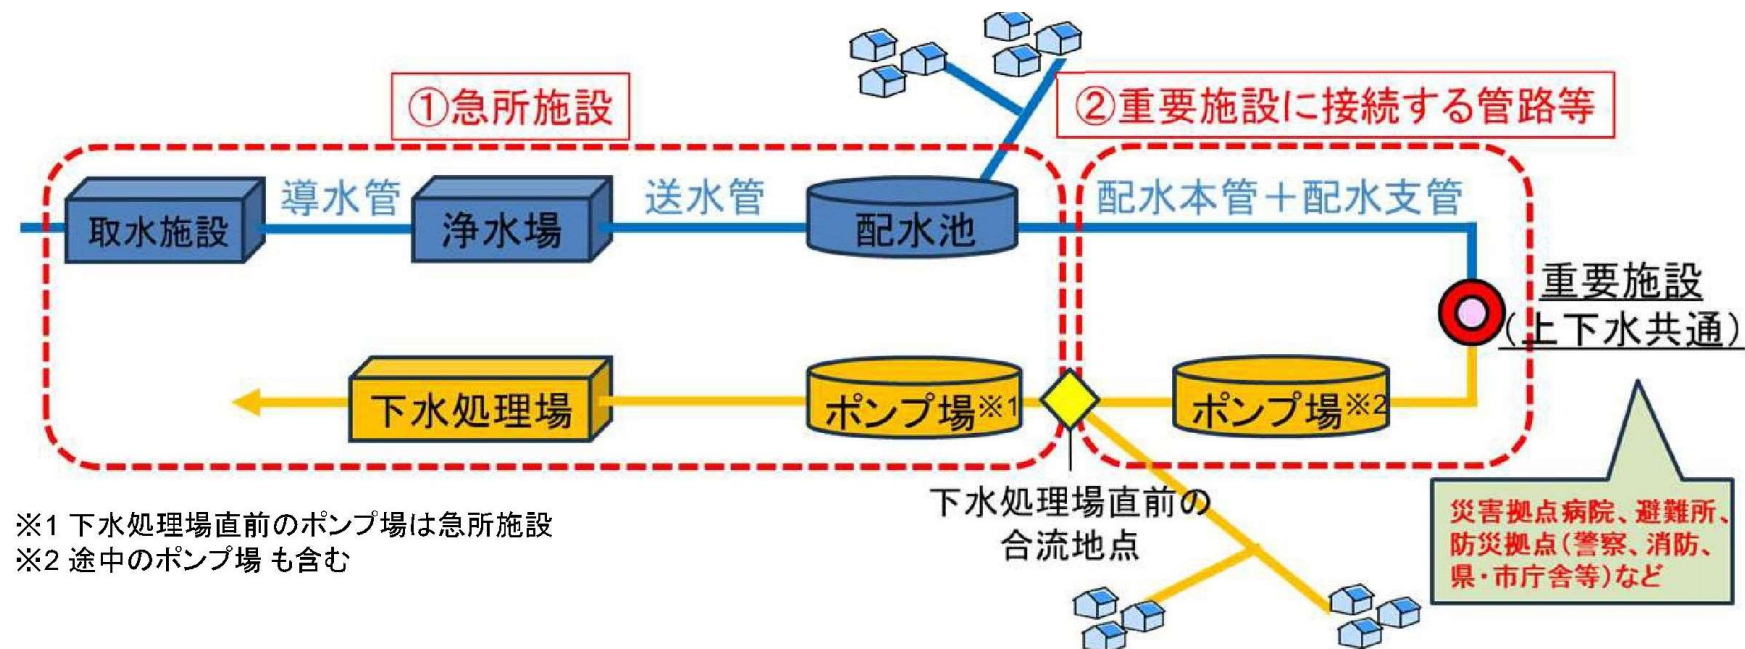 ①急所施設
②重要施設に接続する管路等
導水管
送水管
配水本管＋配水支管
取水施設
浄水場
配水池
重要施設
（上下水共通）
下水処理場
ポンプ場※1
ポンプ場※2
下水処理場直前の
合流地点
※1 下水処理場直前のポンプ場は急所施設
※2 途中のポンプ場 も含む
災害拠点病院、避難所、
防災拠点（警察、消防、
県・市庁舎等）など